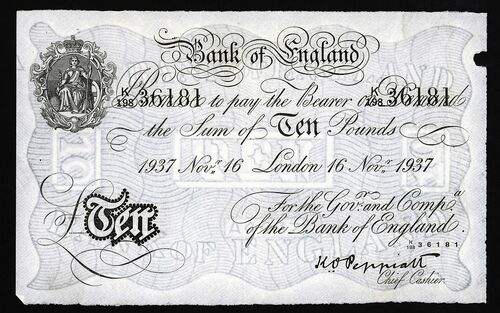 Bank of England
K/198 36181 K/198 36181
Promise to pay the Bearer on Demand
the Sum of Ten Pounds
1937 Novr. 16 London 16 Novr. 1937
For the Govr. and Compa.
of the Bank of England.
£Ten
K/198 36181
K O Peppiatt
Chief Cashier.